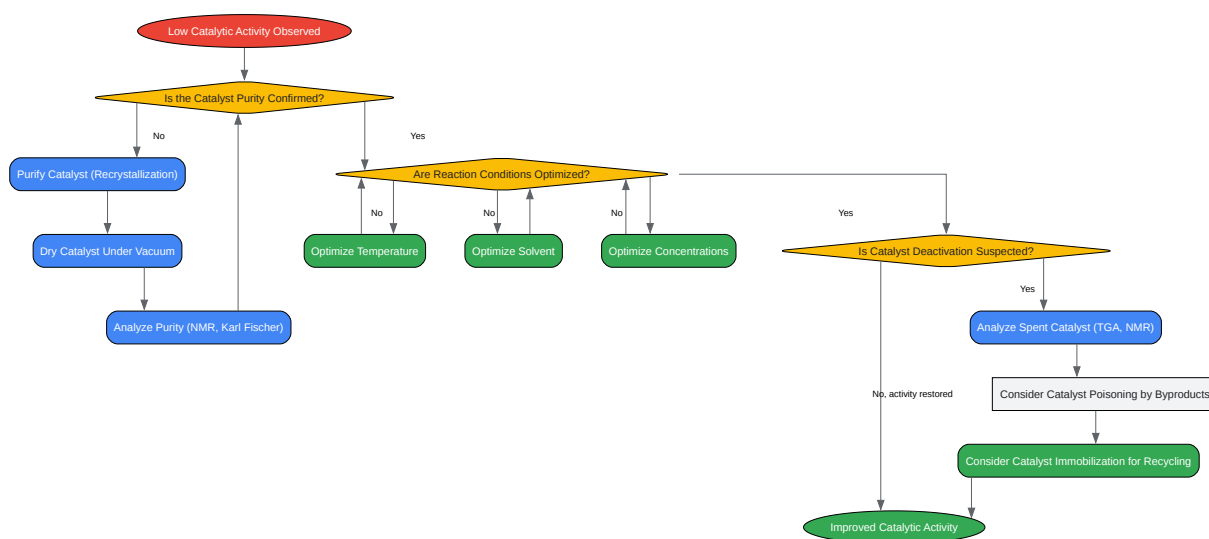 Low Catalytic Activity Observed
Is the Catalyst Purity Confirmed?
No
Yes
Purify Catalyst (Recrystallization)
Are Reaction Conditions Optimized?
No
No
No
Yes
Dry Catalyst Under Vacuum
Optimize Temperature
Optimize Solvent
Optimize Concentrations
Is Catalyst Deactivation Suspected?
Yes
Analyze Purity (NMR, Karl Fischer)
Analyze Spent Catalyst (TGA, NMR)
No, activity restored
Consider Catalyst Poisoning by Byproducts
Consider Catalyst Immobilization for Recycling
Improved Catalytic Activity